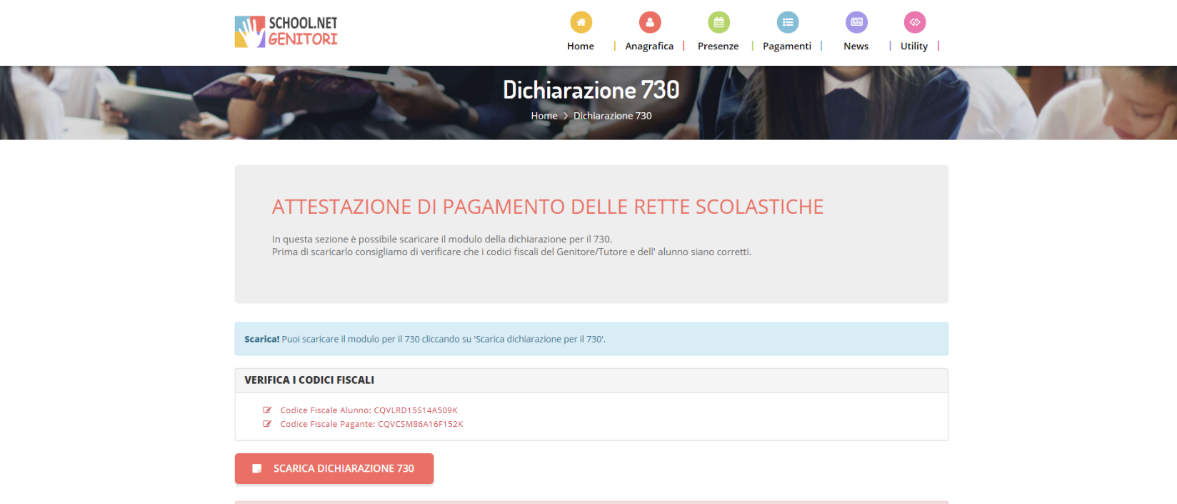 SCHOOL.NET
GENITORI
Home
Anagrafica
Presenze
Pagamenti
News
Utility
Dichiarazione 730
Home > Dichiarazione 730
ATTESTAZIONE DI PAGAMENTO DELLE RETTE SCOLASTICHE
In questa sezione è possibile scaricare il modulo della dichiarazione per il 730.
Prima di scaricarlo consigliamo di verificare che i codici fiscali del Genitore/Tutore e dell' alunno siano corretti.
Scarica! Puoi scaricare il modulo per il 730 cliccando su 'Scarica dichiarazione per il 730'.
VERIFICA I CODICI FISCALI
Codice Fiscale Alunno: CQVLRD15S14A509K
Codice Fiscale Pagante: CQVCSM86A16F152K
SCARICA DICHIARAZIONE 730